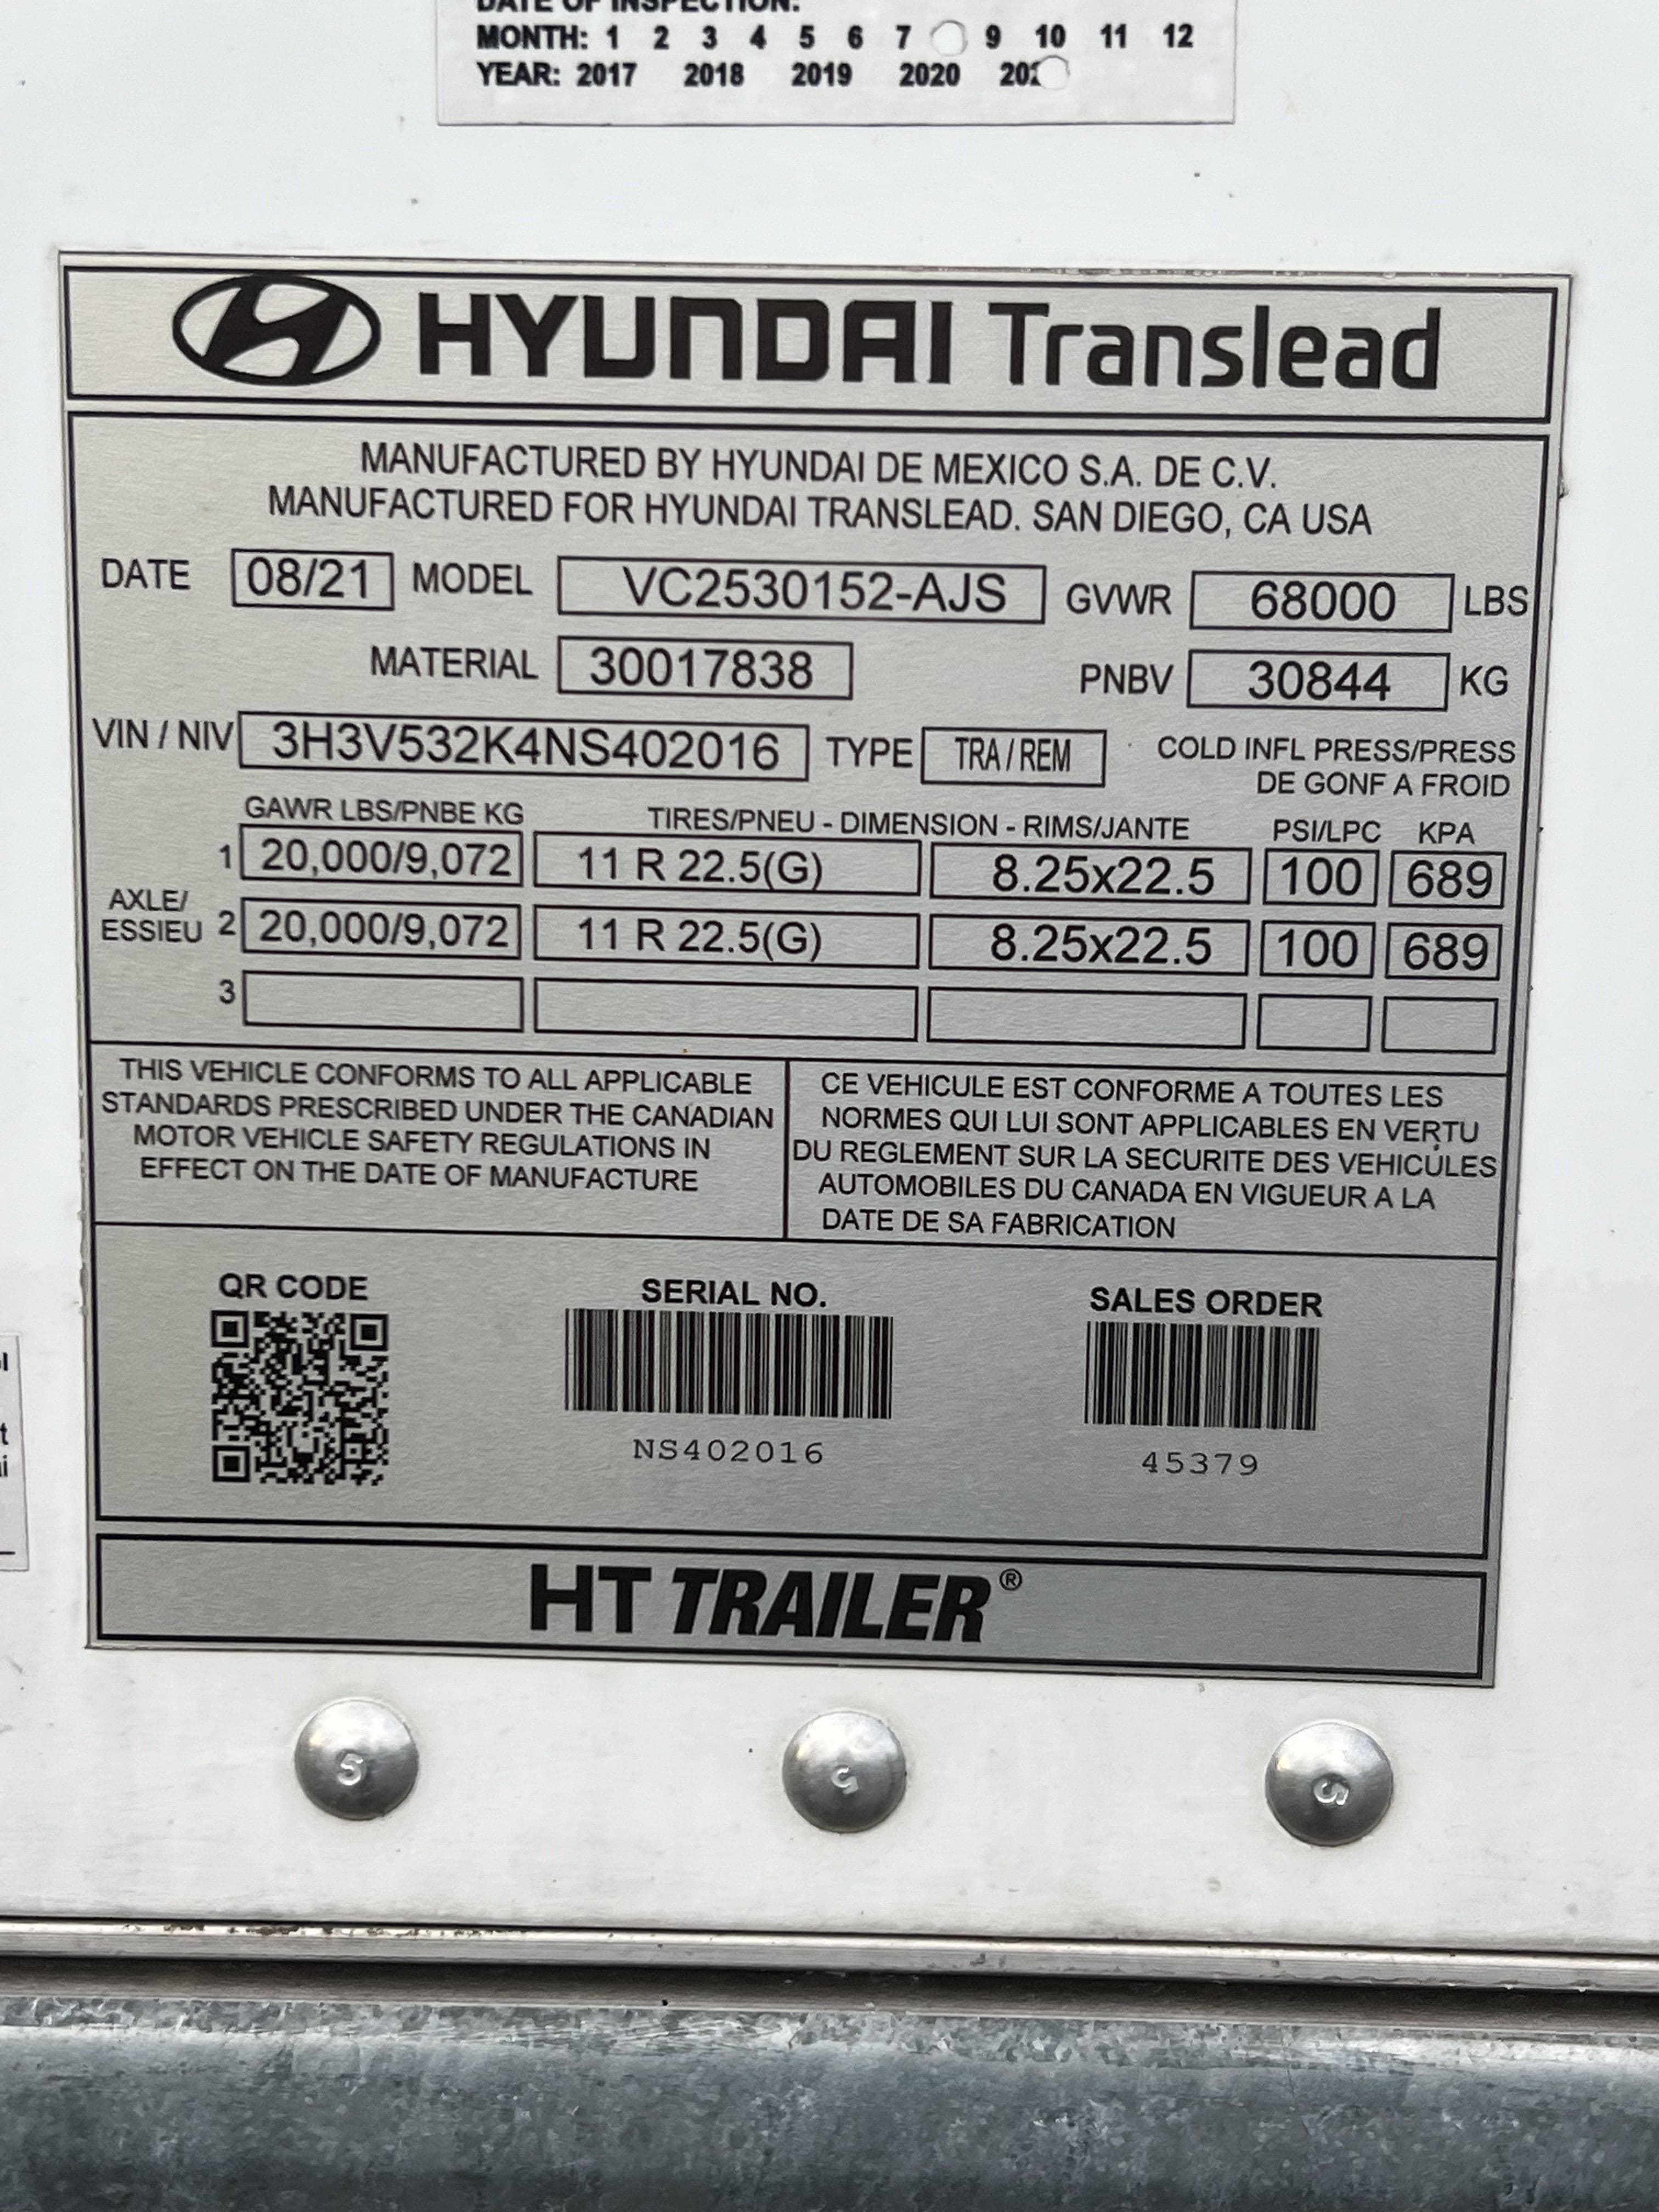 DATE OF INSPECTION:
MONTH: 1 2 3 4 5 6 7 9 10 11 12
YEAR: 2017 2018 2019 2020
HYUNDAI Translead
MANUFACTURED BY HYUNDAI DE MEXICO S.A. DE C.V.
MANUFACTURED FOR HYUNDAI TRANSLEAD. SAN DIEGO, CA USA
DATE 08/21 MODEL VC2530152-AJS GVWR 68000 LBS
MATERIAL 30017838 PNBV 30844 KG
VIN / NIV 3H3V532K4NS402016 TYPE TRA / REM COLD INFL PRESS/PRESS
DE GONF A FROID
GAWR LBS/PNBE KG TIRES/PNEU - DIMENSION - RIMS/JANTE PSI/LPC KPA
1 20,000/9,072 11 R 22.5(G) 8.25x22.5 100 689
AXLE/
ESSIEU 2 20,000/9,072 11 R 22.5(G) 8.25x22.5 100 689
3
THIS VEHICLE CONFORMS TO ALL APPLICABLE
STANDARDS PRESCRIBED UNDER THE CANADIAN
MOTOR VEHICLE SAFETY REGULATIONS IN
EFFECT ON THE DATE OF MANUFACTURE
CE VEHICULE EST CONFORME A TOUTES LES
NORMES QUI LUI SONT APPLICABLES EN VERTU
DU REGLEMENT SUR LA SECURITE DES VEHICULES
AUTOMOBILES DU CANADA EN VIGUEUR A LA
DATE DE SA FABRICATION
QR CODE SERIAL NO. SALES ORDER
NS402016 45379
HT TRAILER®
S S S